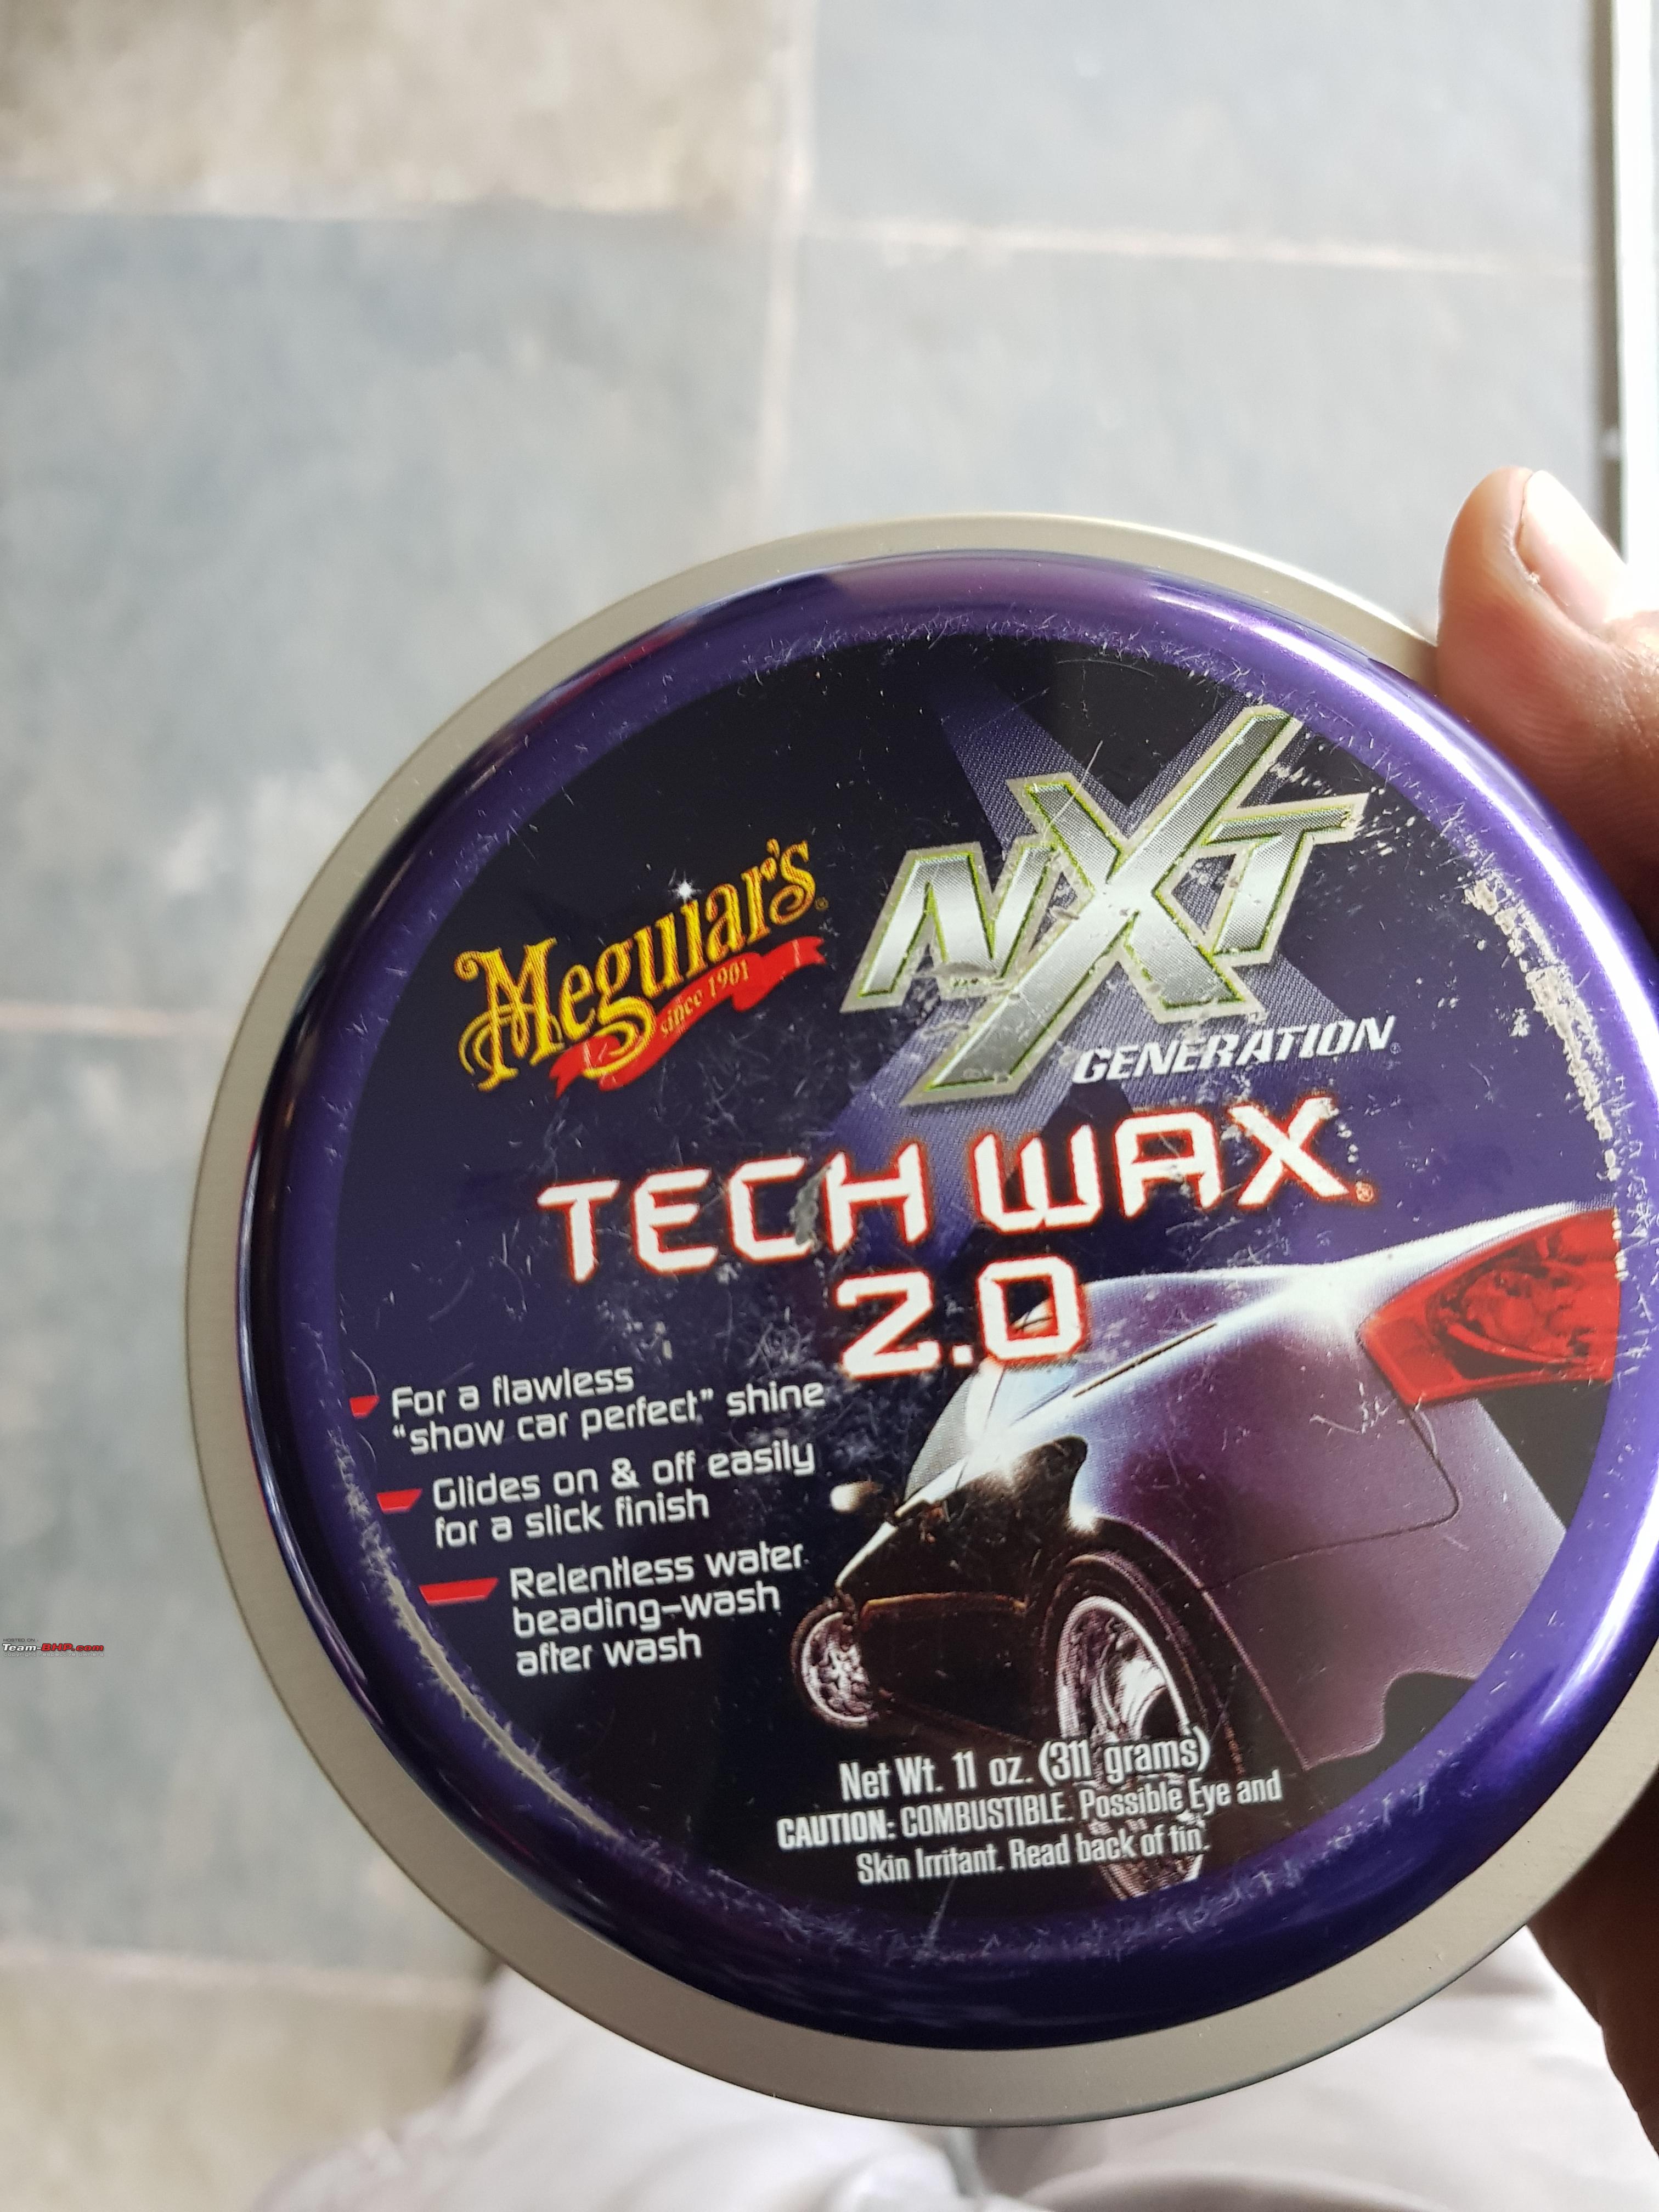 Meguiar's
since 1901
NXT
GENERATION
TECH WAX®
2.0
For a flawless
"show car perfect" shine
Glides on & off easily
for a slick finish
Relentless water
beading-wash
after wash
Net Wt. 11 oz. (311 grams)
CAUTION: COMBUSTIBLE. Possible Eye and
Skin Irritant. Read back of tin.
Team-BHP.com